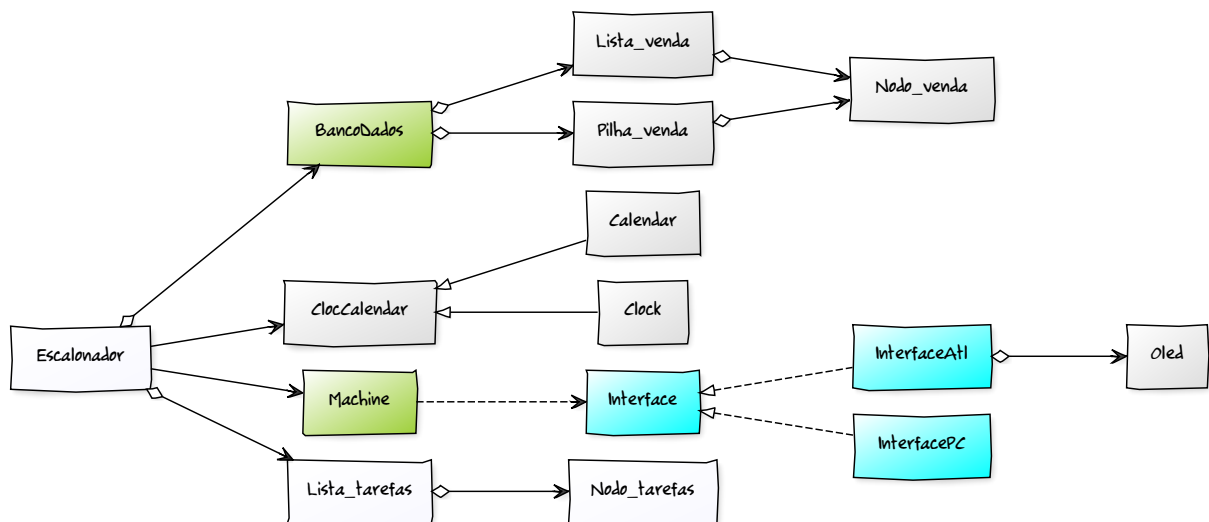 Lista_venda
Nodo_venda
BancoDados
Pilha_venda
Calendar
ClocCalendar
Clock
Escalonador
InterfaceAtl
Oled
Machine
Interface
InterfacePC
Lista_tarefas
Nodo_tarefas